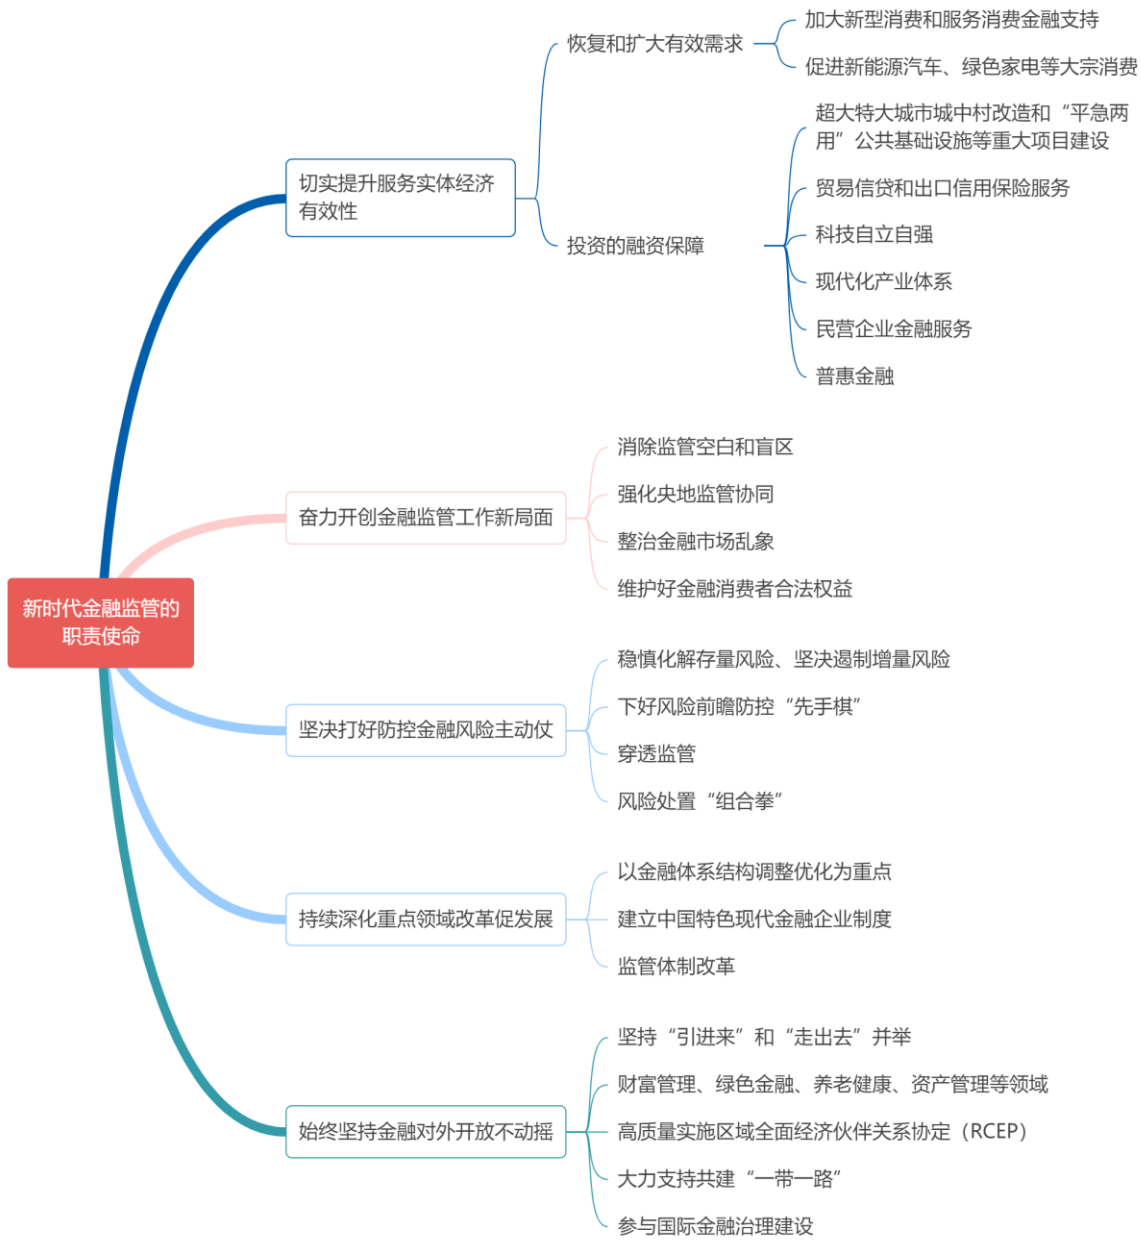 新时代金融监管的
职责使命
切实提升服务实体经济
有效性
恢复和扩大有效需求
加大新型消费和服务消费金融支持
促进新能源汽车、绿色家电等大宗消费
投资的融资保障
超大特大城市城中村改造和“平急两
用”公共基础设施等重大项目建设
贸易信贷和出口信用保险服务
科技自立自强
现代化产业体系
民营企业金融服务
普惠金融
奋力开创金融监管工作新局面
消除监管空白和盲区
强化央地监管协同
整治金融市场乱象
维护好金融消费者合法权益
坚决打好防控金融风险主动仗
稳慎化解存量风险、坚决遏制增量风险
下好风险前瞻防控“先手棋”
穿透监管
风险处置“组合拳”
持续深化重点领域改革促发展
以金融体系结构调整优化为重点
建立中国特色现代金融企业制度
监管体制改革
始终坚持金融对外开放不动摇
坚持“引进来”和“走出去”并举
财富管理、绿色金融、养老健康、资产管理等领域
高质量实施区域全面经济伙伴关系协定（RCEP）
大力支持共建“一带一路”
参与国际金融治理建设